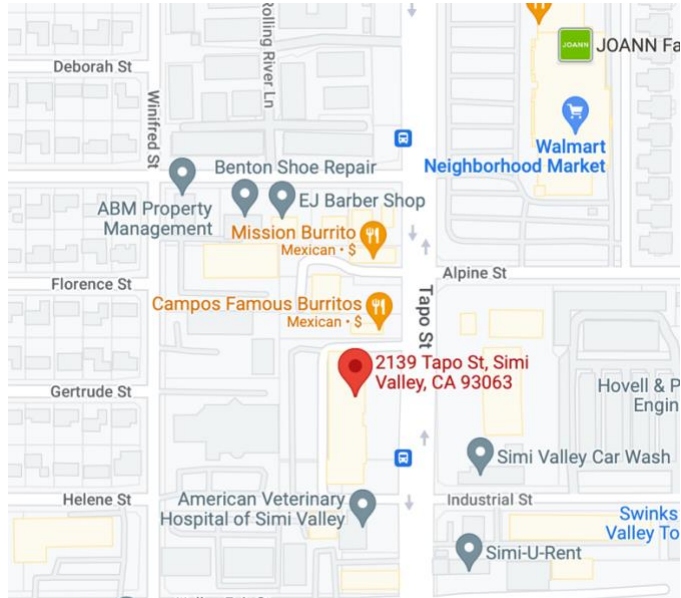 Rolling River Ln
JOANN
JOANN Fa
Deborah St
Winifred St
Walmart
Neighborhood Market
Benton Shoe Repair
ABM Property
Management
EJ Barber Shop
Mission Burrito
Mexican • $
Alpine St
Florence St
Campos Famous Burritos
Mexican • $
Tapo St
2139 Tapo St, Simi
Valley, CA 93063
Gertrude St
Hovell & P
Engin
Simi Valley Car Wash
Helene St
American Veterinary
Hospital of Simi Valley
Industrial St
Swinks
Valley To
Simi-U-Rent